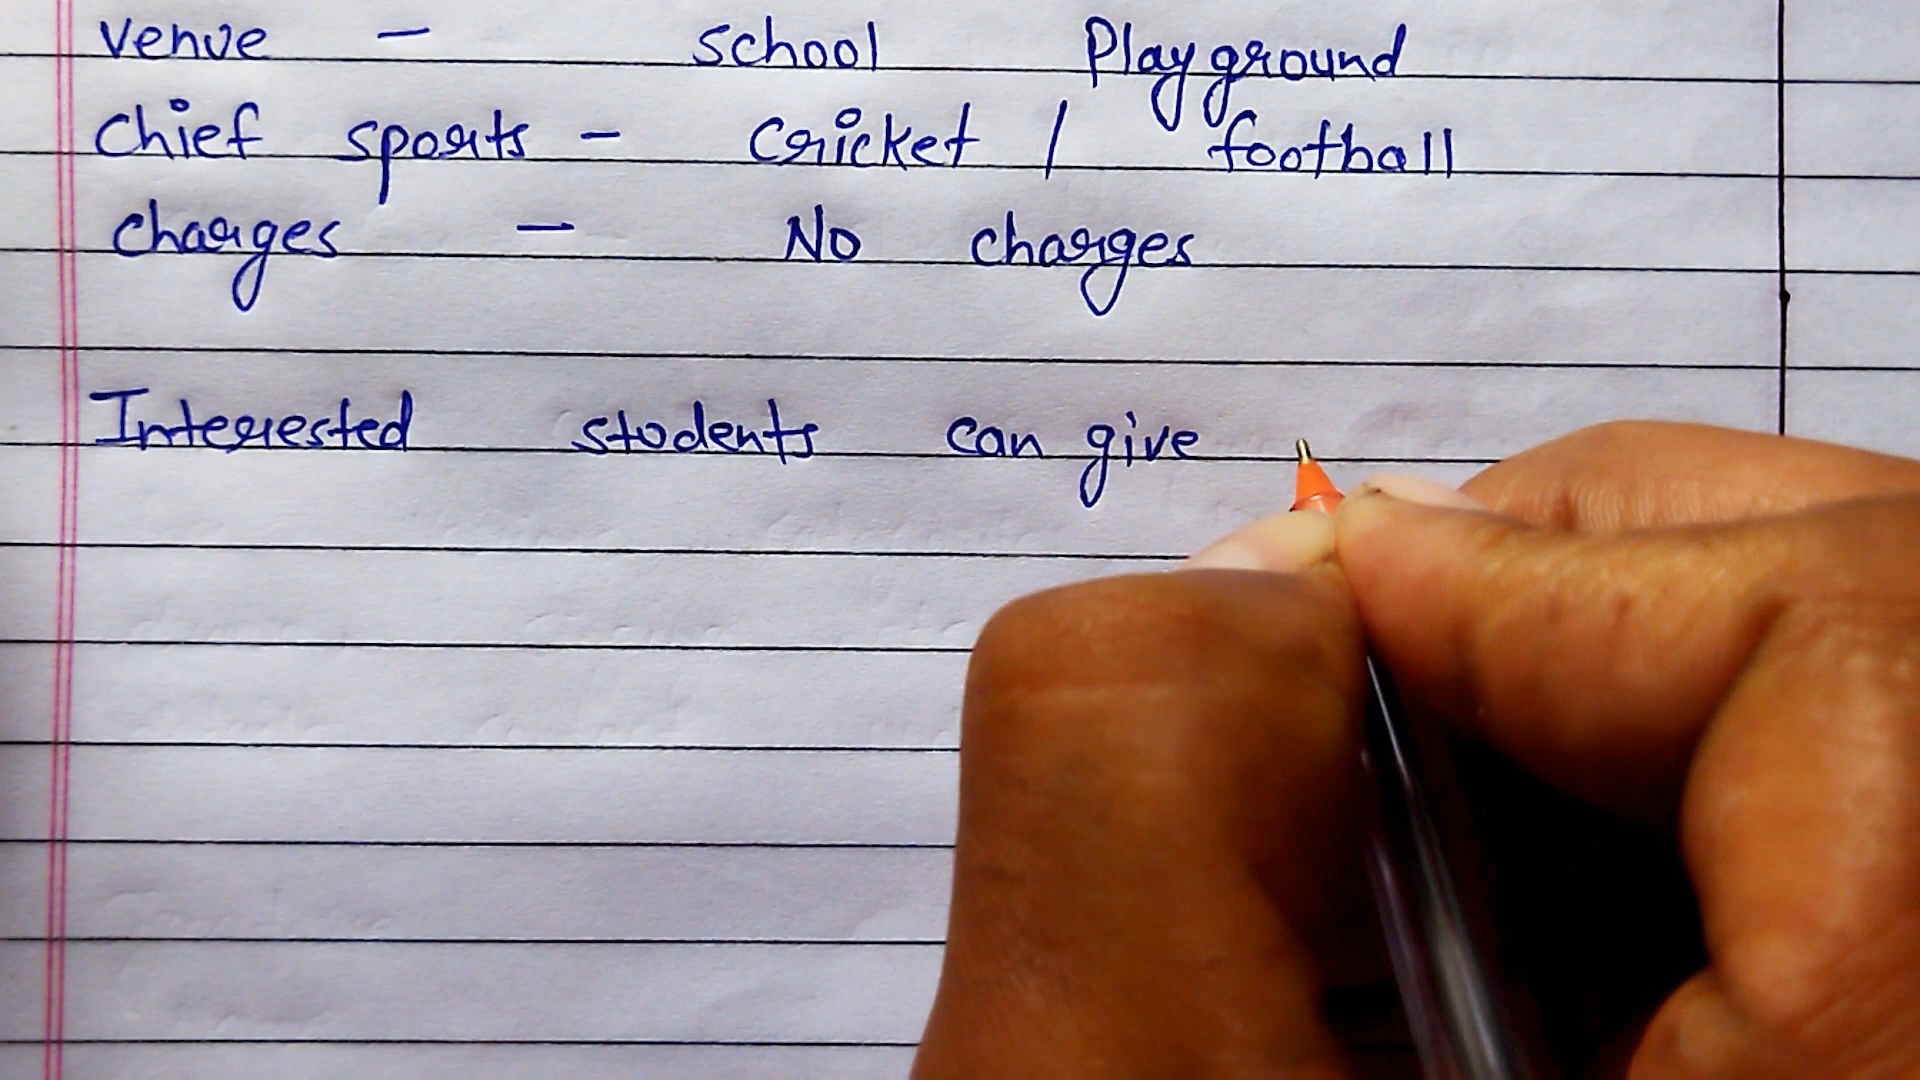 Venue - school Playground
Chief sports - Cricket / football
Charges - No charges
Interested students can give